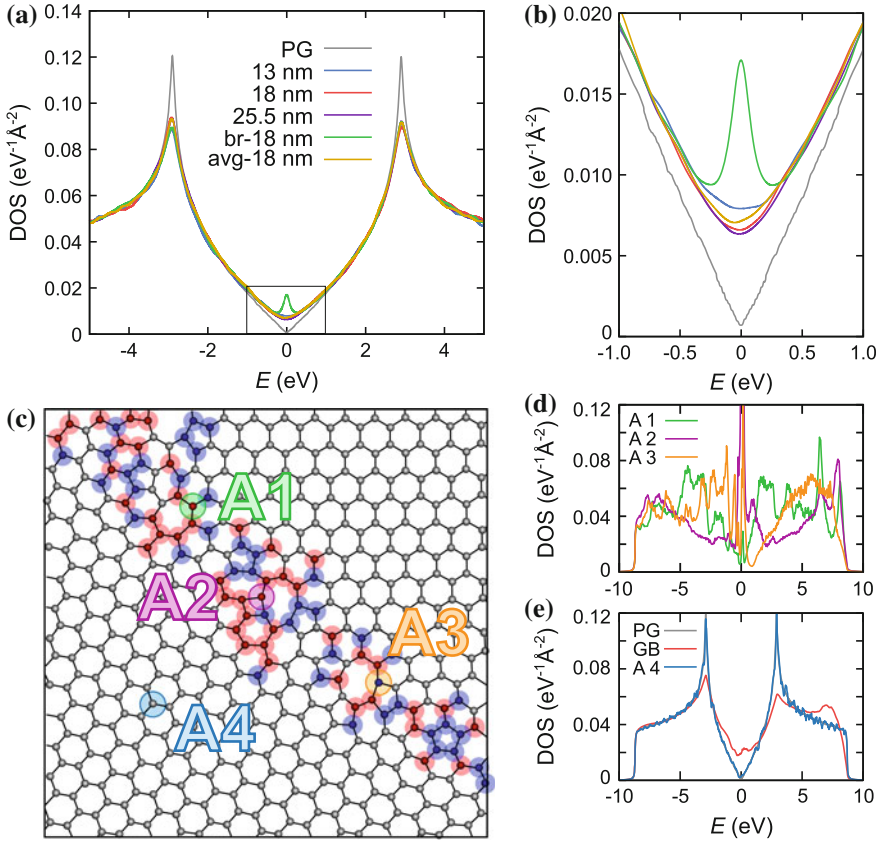 (a)
0.14
0.12
0.10
0.08
0.06
0.04
0.02
0
DOS (eV⁻¹Å⁻²)
PG
13 nm
18 nm
25.5 nm
br-18 nm
avg-18 nm
-4
-2
0
2
4
E (eV)
(b)
0.020
0.015
0.010
0.005
0
DOS (eV⁻¹Å⁻²)
-1.0
-0.5
0
0.5
1.0
E (eV)
(c)
A1
A2
A3
A4
(d)
0.12
0.08
0.04
0
DOS (eV⁻¹Å⁻²)
A 1
A 2
A 3
-10
-5
0
5
10
(e)
0.12
0.08
0.04
0
DOS (eV⁻¹Å⁻²)
PG
GB
A 4
-10
-5
0
5
10
E (eV)